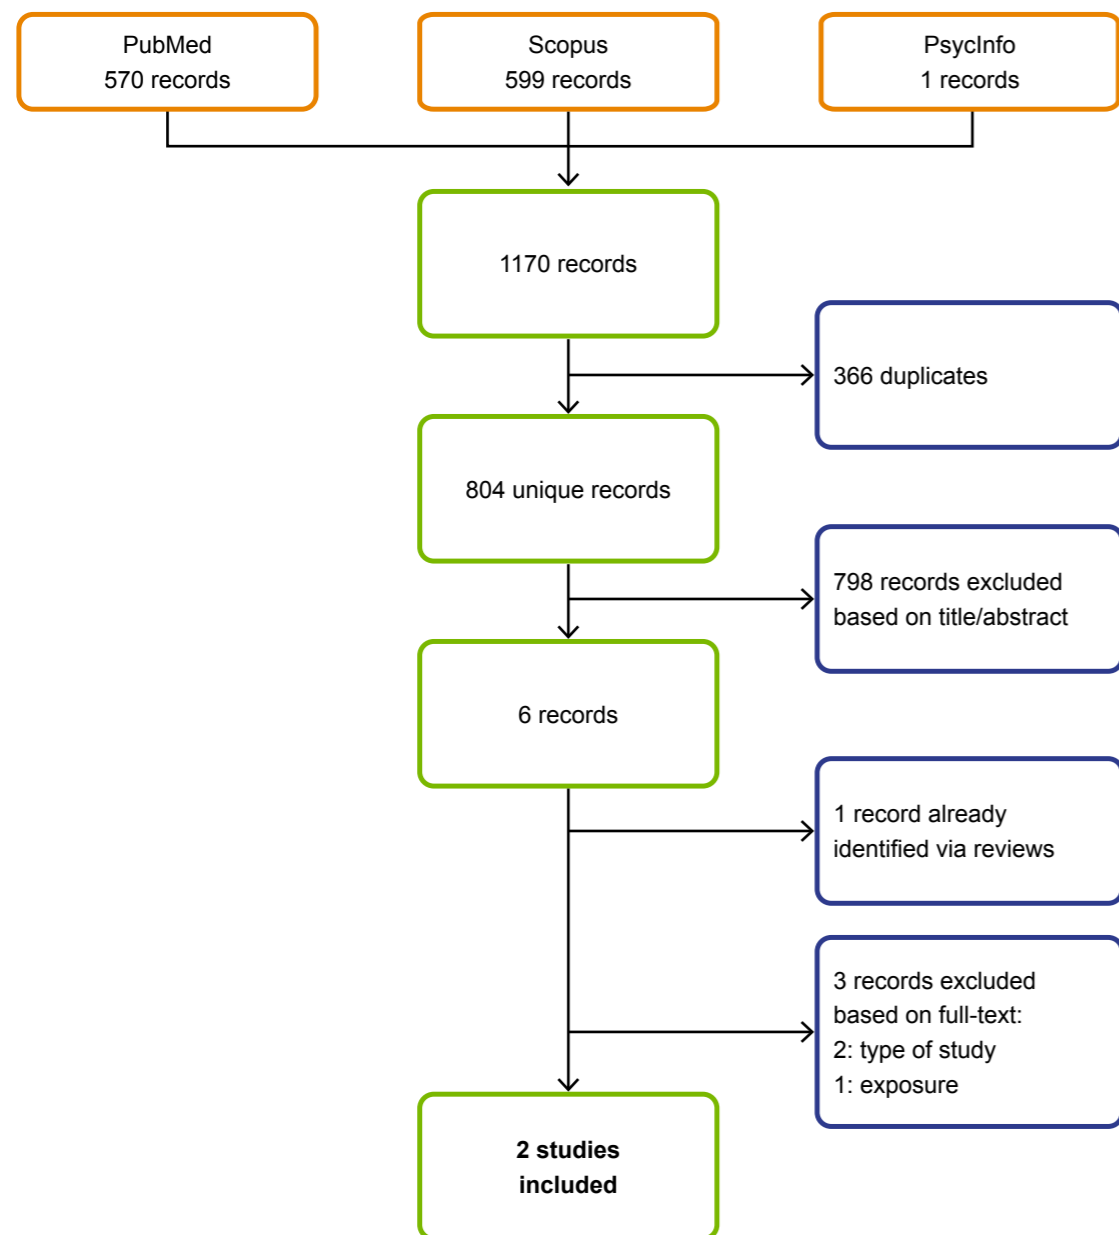 PubMed
570 records
Scopus
599 records
PsycInfo
1 records
1170 records
366 duplicates
804 unique records
798 records excluded
based on title/abstract
6 records
1 record already
identified via reviews
3 records excluded
based on full-text:
2: type of study
1: exposure
2 studies
included